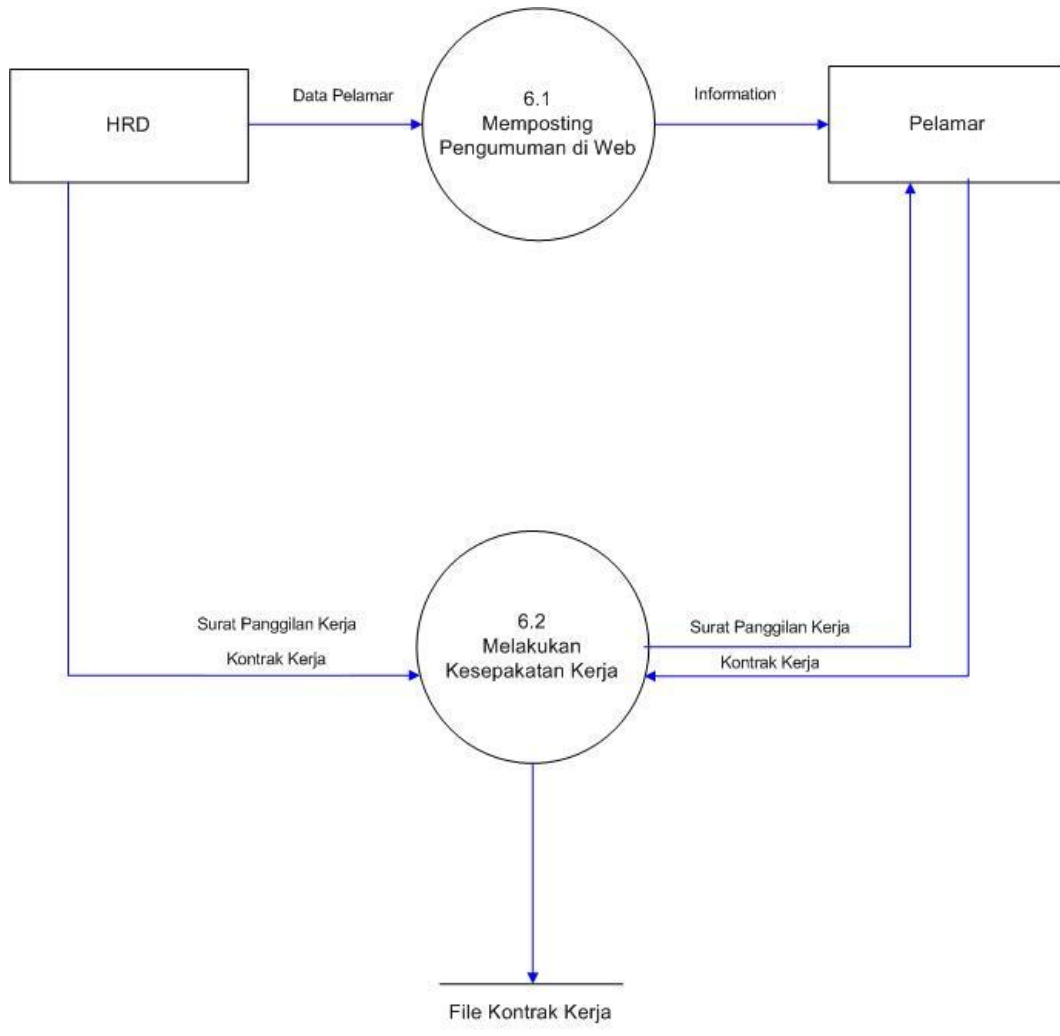 HRD
Data Pelamar
6.1
Memposting
Pengumuman di Web
Information
Pelamar
Surat Panggilan Kerja
Kontrak Kerja
6.2
Melakukan
Kesepakatan Kerja
Surat Panggilan Kerja
Kontrak Kerja
File Kontrak Kerja